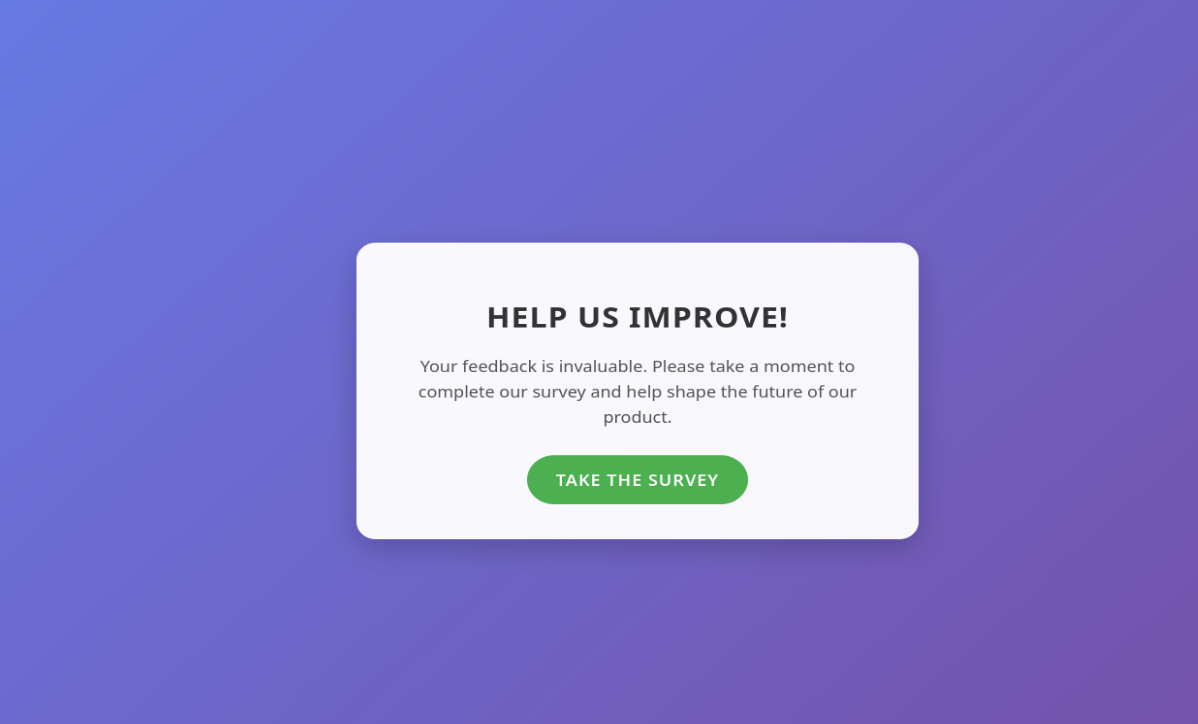 HELP US IMPROVE!
Your feedback is invaluable. Please take a moment to
complete our survey and help shape the future of our
product.
TAKE THE SURVEY